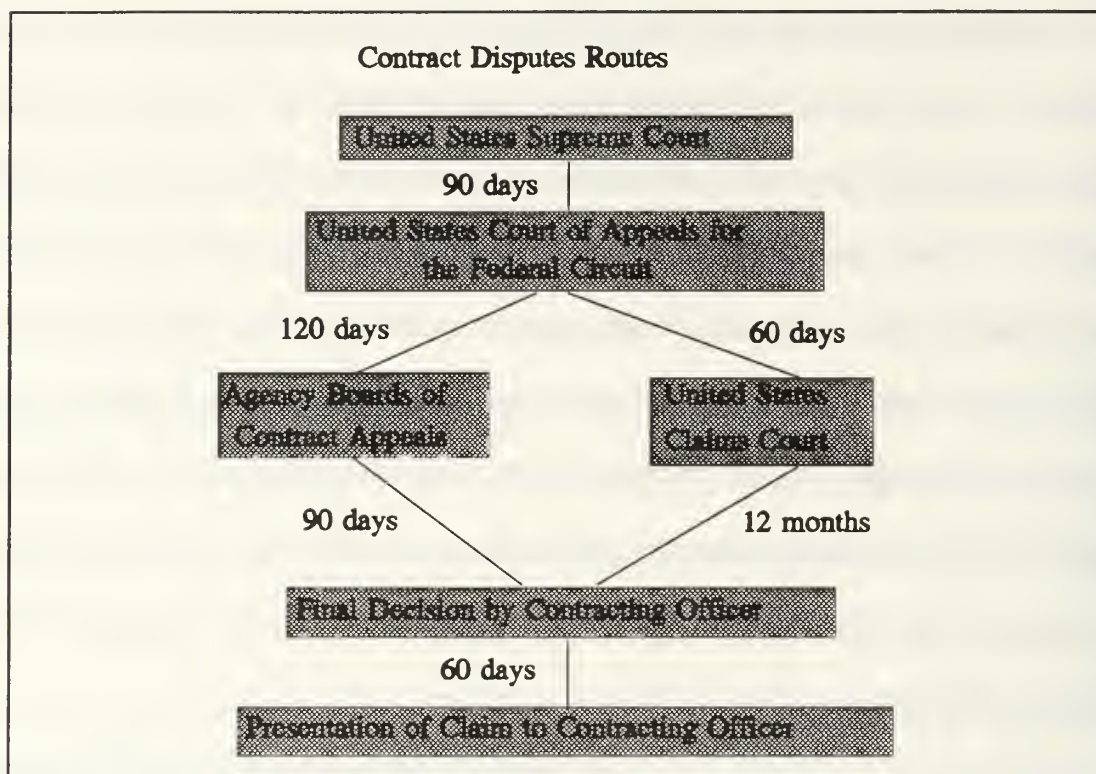 Contract Disputes Routes
United States Supreme Court
90 days
United States Court of Appeals for
the Federal Circuit
120 days
60 days
Agency Boards of
Contract Appeals
United States
Claims Court
90 days
12 months
Final Decision by Contracting Officer
60 days
Presentation of Claim to Contracting Officer